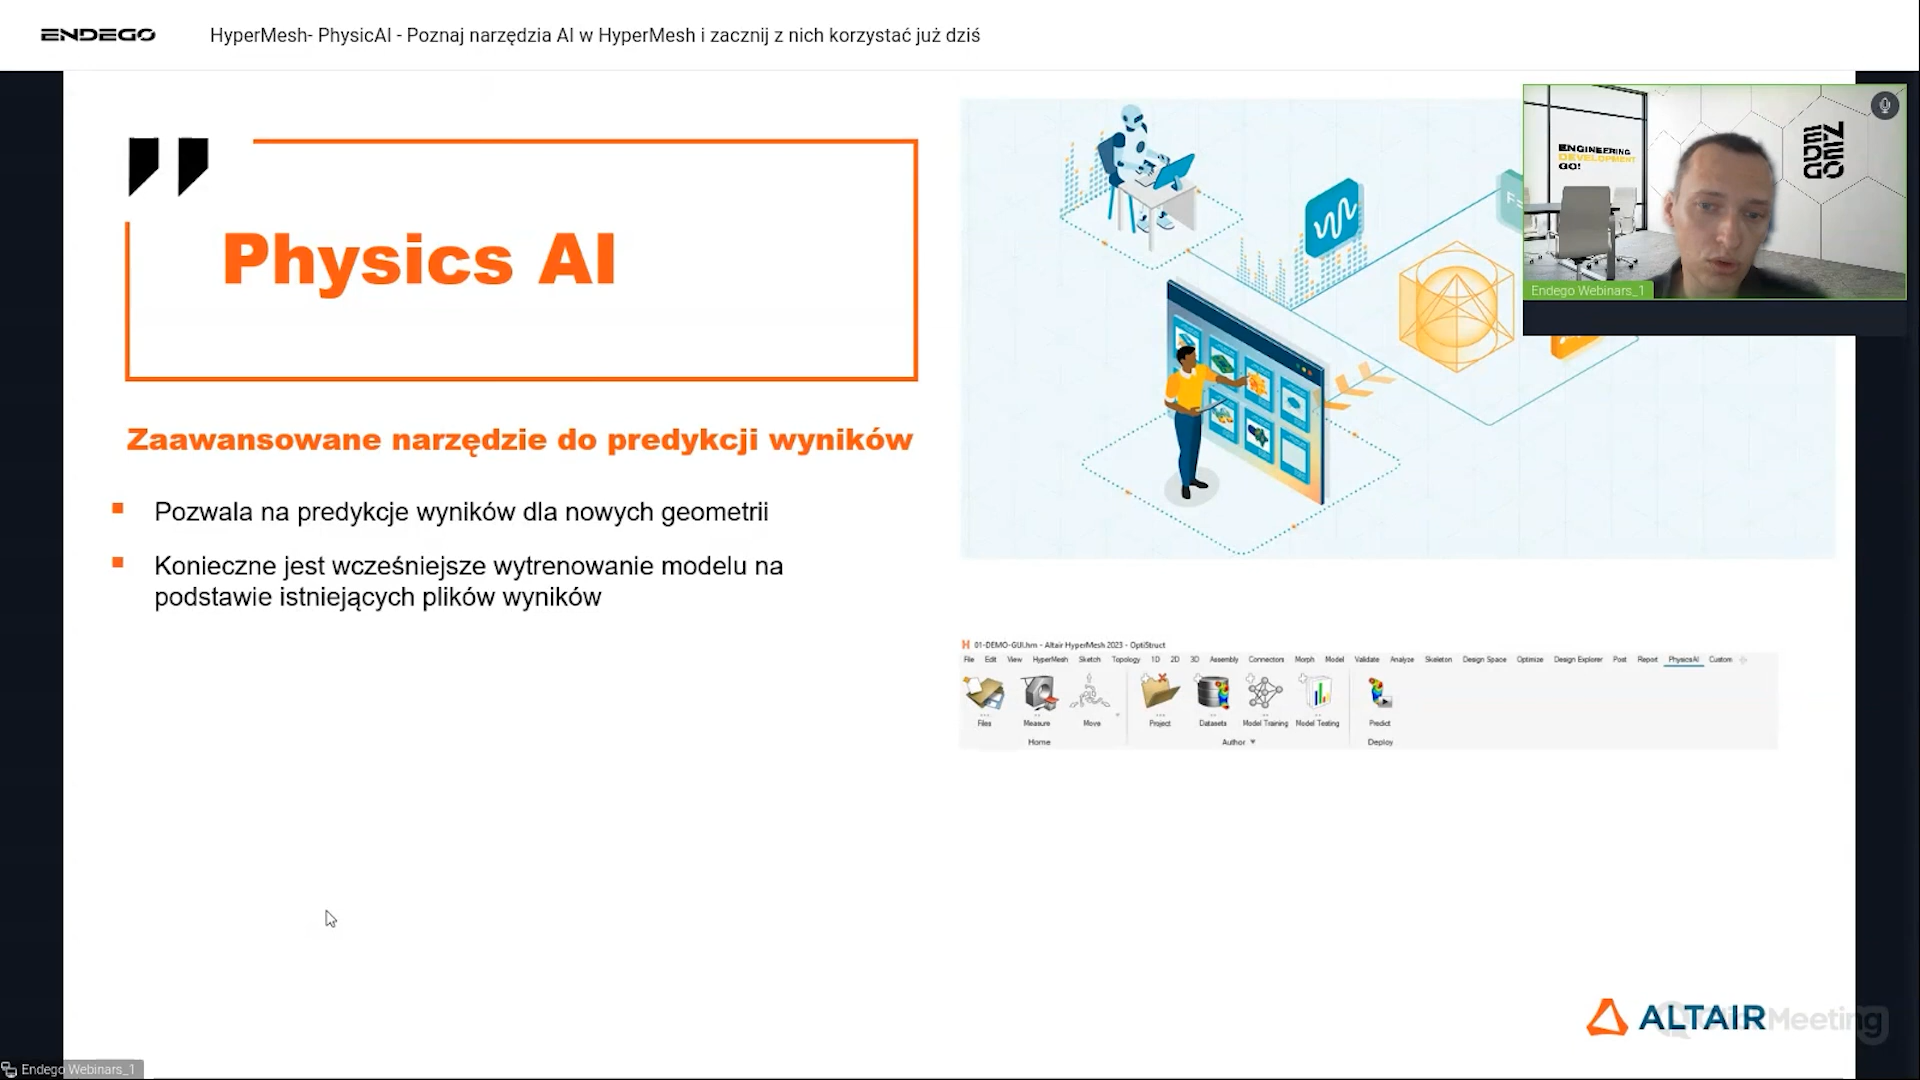 ENDEGO
HyperMesh- PhysicAI - Poznaj narzędzia AI w HyperMesh i zacznij z nich korzystać już dziś
Physics AI
Zaawansowane narzędzie do predykcji wyników
Pozwala na predykcje wyników dla nowych geometrii
Konieczne jest wcześniejsze wytrenowanie modelu na
podstawie istniejących plików wyników
F=
ENGINEERING
DEVELOPMENT
GO!
Endego Webinars_1
01-DEMO-GUI.hm - Altair HyperMesh 2023 - OptiStruct
File Edit View HyperMesh Sketch Topology 1D 2D 3D Assembly Connectors Morph Model Validate Analyze Skeleton Design Space Optimize Design Explorer Post Report PhysicsAI Custom
Files Measure Move Project Datasets Model Training Model Testing Predict
Home Author Deploy
ALTAIR
Meeting
Endego Webinars_1